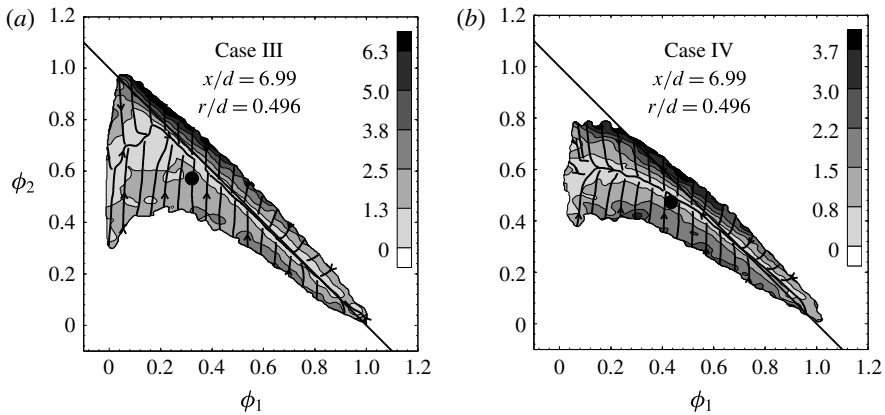 (a)
Case III
x/d = 6.99
r/d = 0.496
ϕ2
1.2
1.0
0.8
0.6
0.4
0.2
0
0 0.2 0.4 0.6 0.8 1.0 1.2
ϕ1
6.3
5.0
3.8
2.5
1.3
0
(b)
Case IV
x/d = 6.99
r/d = 0.496
1.2
1.0
0.8
0.6
0.4
0.2
0
0 0.2 0.4 0.6 0.8 1.0 1.2
ϕ1
3.7
3.0
2.2
1.5
0.8
0